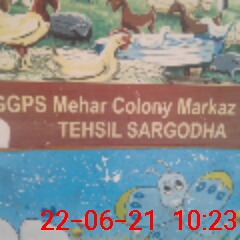 GGPS Mehar Colony Markaz
TEHSIL SARGODHA
22-06-21 10:23